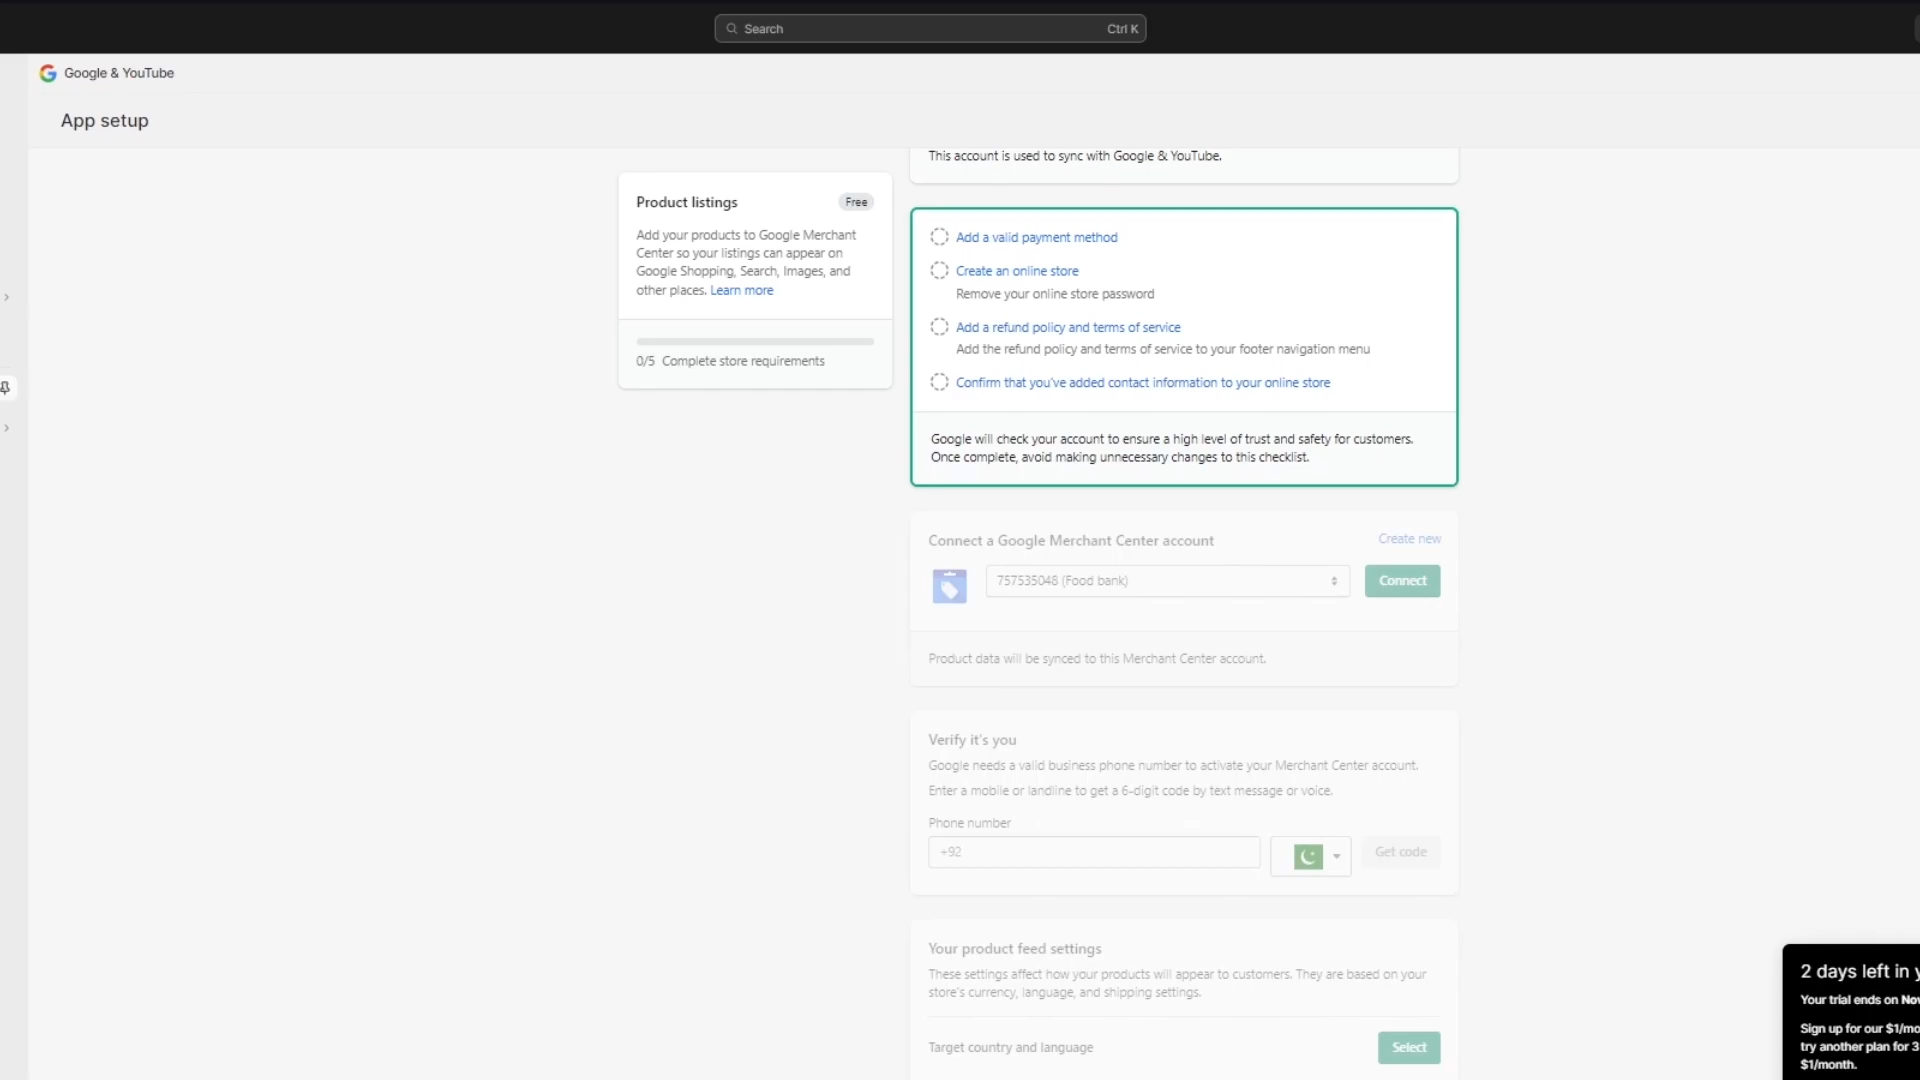 Search
Ctrl K
Google & YouTube
App setup
This account is used to sync with Google & YouTube.
Product listings
Free
Add your products to Google Merchant
Center so your listings can appear on
Google Shopping, Search, Images, and
other places. Learn more
0/5 Complete store requirements
Add a valid payment method
Create an online store
Remove your online store password
Add a refund policy and terms of service
Add the refund policy and terms of service to your footer navigation menu
Confirm that you've added contact information to your online store
Google will check your account to ensure a high level of trust and safety for customers.
Once complete, avoid making unnecessary changes to this checklist.
Connect a Google Merchant Center account
Create new
757535048 (Food bank)
Connect
Product data will be synced to this Merchant Center account.
Verify it's you
Google needs a valid business phone number to activate your Merchant Center account.
Enter a mobile or landline to get a 6-digit code by text message or voice.
Phone number
+92
Get code
Your product feed settings
These settings affect how your products will appear to customers. They are based on your
store's currency, language, and shipping settings.
Target country and language
Select
2 days left in y
Your trial ends on Nov
Sign up for our $1/mo
try another plan for 3
$1/month.